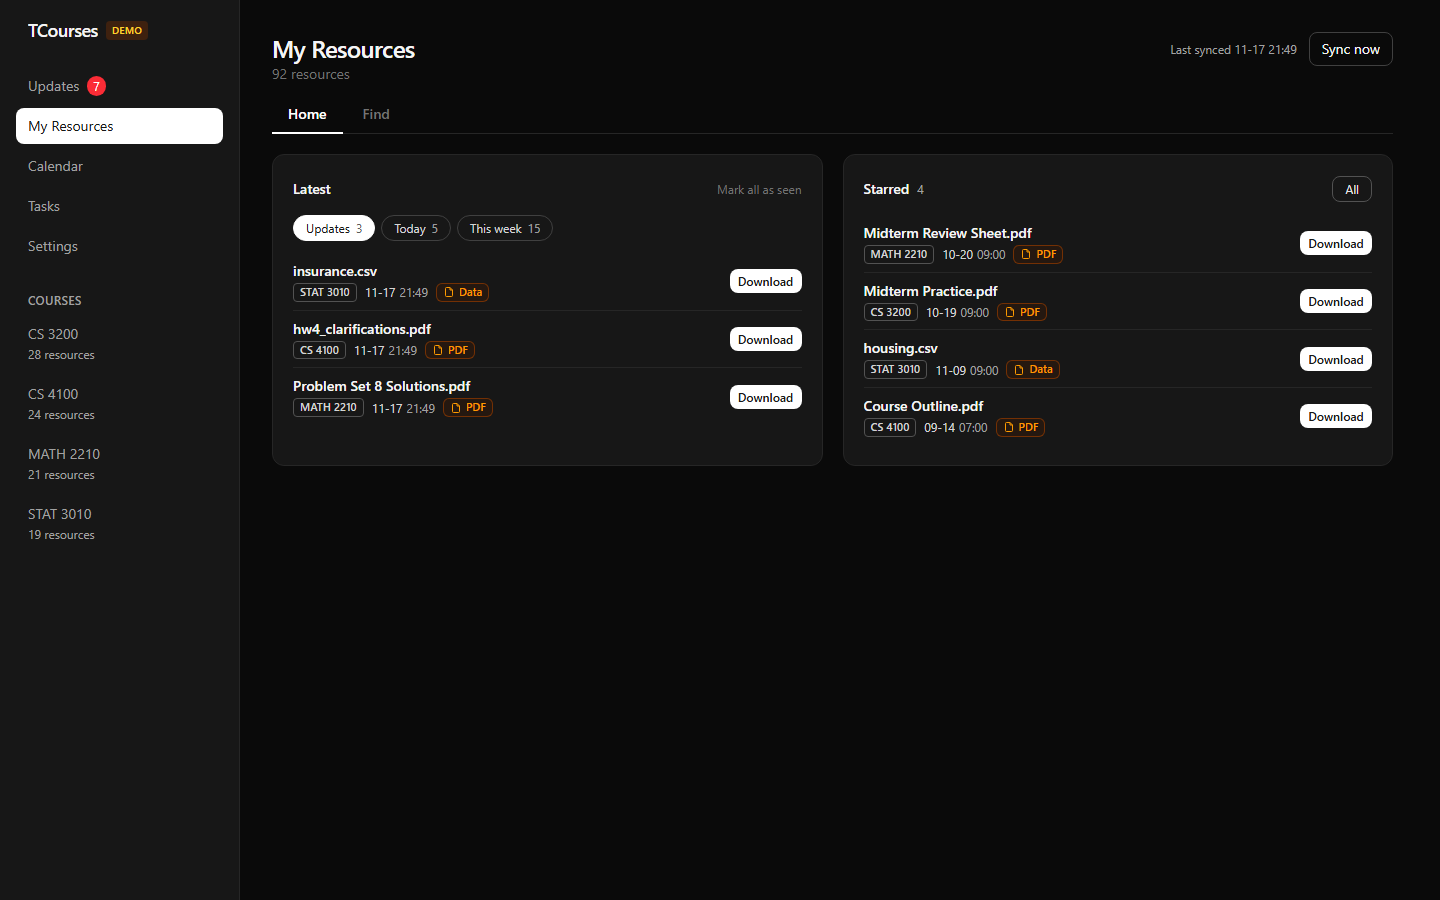 TCourses DEMO
Updates 7
My Resources
Calendar
Tasks
Settings
COURSES
CS 3200
28 resources
CS 4100
24 resources
MATH 2210
21 resources
STAT 3010
19 resources
My Resources
92 resources
Last synced 11-17 21:49 Sync now
Home Find
Latest Mark all as seen
Updates 3 Today 5 This week 15
insurance.csv
STAT 3010 11-17 21:49 Data
Download
hw4_clarifications.pdf
CS 4100 11-17 21:49 PDF
Download
Problem Set 8 Solutions.pdf
MATH 2210 11-17 21:49 PDF
Download
Starred 4 All
Midterm Review Sheet.pdf
MATH 2210 10-20 09:00 PDF
Download
Midterm Practice.pdf
CS 3200 10-19 09:00 PDF
Download
housing.csv
STAT 3010 11-09 09:00 Data
Download
Course Outline.pdf
CS 4100 09-14 07:00 PDF
Download